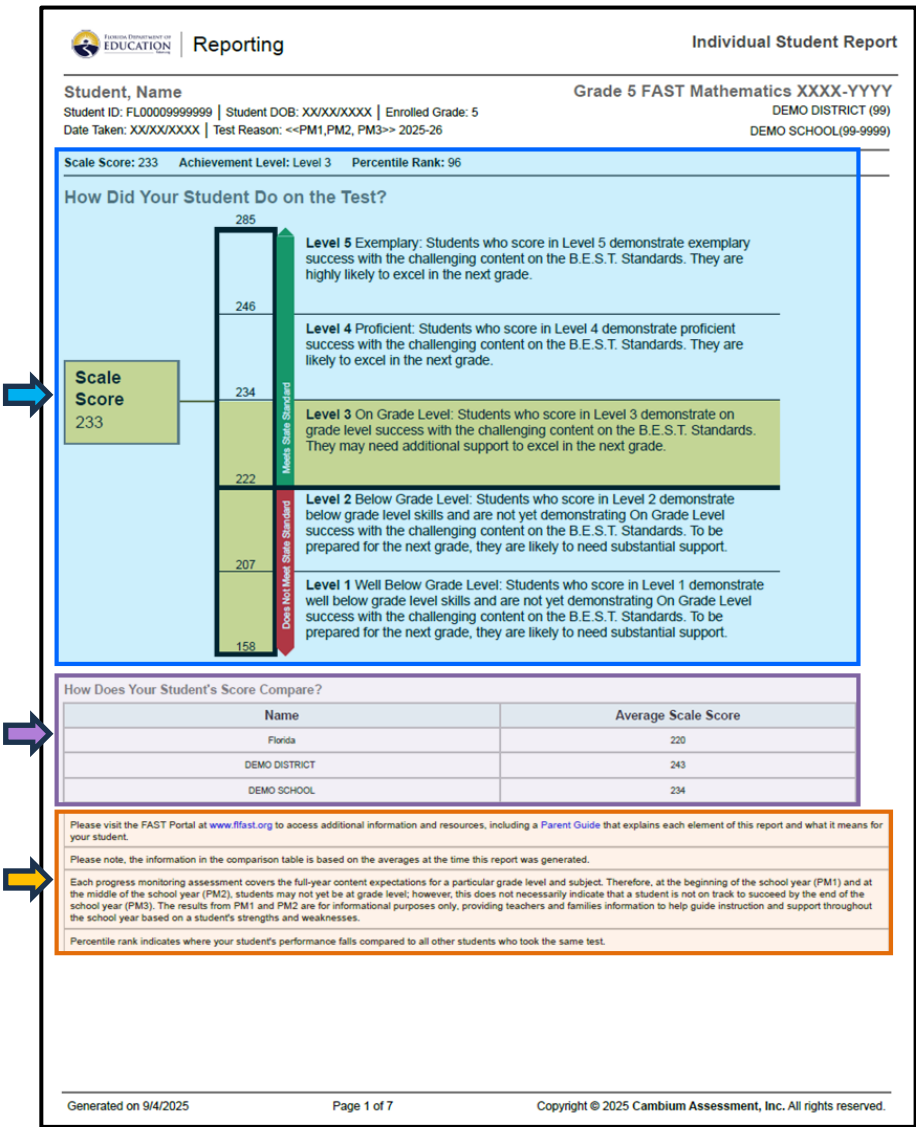 FLORIDA DEPARTMENT OF
EDUCATION
Reporting
Individual Student Report
Student, Name
Grade 5 FAST Mathematics XXXX-YYYY
Student ID: FL00009999999 | Student DOB: XX/XX/XXXX | Enrolled Grade: 5
DEMO DISTRICT (99)
Date Taken: XX/XX/XXXX | Test Reason: <<PM1,PM2, PM3>> 2025-26
DEMO SCHOOL(99-9999)
Scale Score: 233 Achievement Level: Level 3 Percentile Rank: 96
How Did Your Student Do on the Test?
285
Level 5 Exemplary: Students who score in Level 5 demonstrate exemplary
success with the challenging content on the B.E.S.T. Standards. They are
highly likely to excel in the next grade.
246
Level 4 Proficient: Students who score in Level 4 demonstrate proficient
success with the challenging content on the B.E.S.T. Standards. They are
likely to excel in the next grade.
Scale
Score
233
234
Meets State Standard
Level 3 On Grade Level: Students who score in Level 3 demonstrate on
grade level success with the challenging content on the B.E.S.T. Standards.
They may need additional support to excel in the next grade.
222
Does Not Meet State Standard
Level 2 Below Grade Level: Students who score in Level 2 demonstrate
below grade level skills and are not yet demonstrating On Grade Level
success with the challenging content on the B.E.S.T. Standards. To be
prepared for the next grade, they are likely to need substantial support.
207
Level 1 Well Below Grade Level: Students who score in Level 1 demonstrate
well below grade level skills and are not yet demonstrating On Grade Level
success with the challenging content on the B.E.S.T. Standards. To be
prepared for the next grade, they are likely to need substantial support.
158
How Does Your Student's Score Compare?
Name Average Scale Score
Florida 220
DEMO DISTRICT 243
DEMO SCHOOL 234
Please visit the FAST Portal at www.flfast.org to access additional information and resources, including a Parent Guide that explains each element of this report and what it means for
your student.
Please note, the information in the comparison table is based on the averages at the time this report was generated.
Each progress monitoring assessment covers the full-year content expectations for a particular grade level and subject. Therefore, at the beginning of the school year (PM1) and at
the middle of the school year (PM2), students may not yet be at grade level; however, this does not necessarily indicate that a student is not on track to succeed by the end of the
school year (PM3). The results from PM1 and PM2 are for informational purposes only, providing teachers and families information to help guide instruction and support throughout
the school year based on a student's strengths and weaknesses.
Percentile rank indicates where your student's performance falls compared to all other students who took the same test.
Generated on 9/4/2025 Page 1 of 7 Copyright © 2025 Cambium Assessment, Inc. All rights reserved.